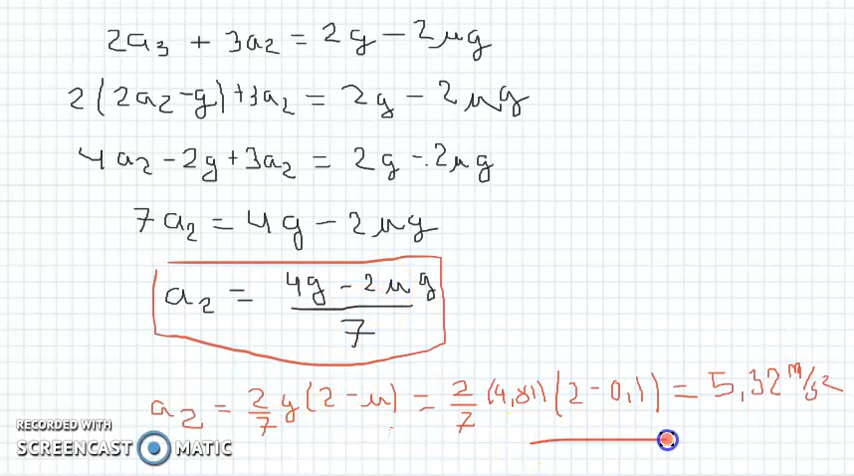 2a₃ + 3a₂ = 2g - 2μg
2(2a₂ - g) + 3a₂ = 2g - 2μg
4a₂ - 2g + 3a₂ = 2g - 2μg
7a₂ = 4g - 2μg
a₂ = (4g - 2μg)/7
a₂ = 2/7 g(2 - μ) = 2/7 (9,81)(2 - 0,1) = 5,32 m/s²
RECORDED WITH
SCREENCAST MATIC